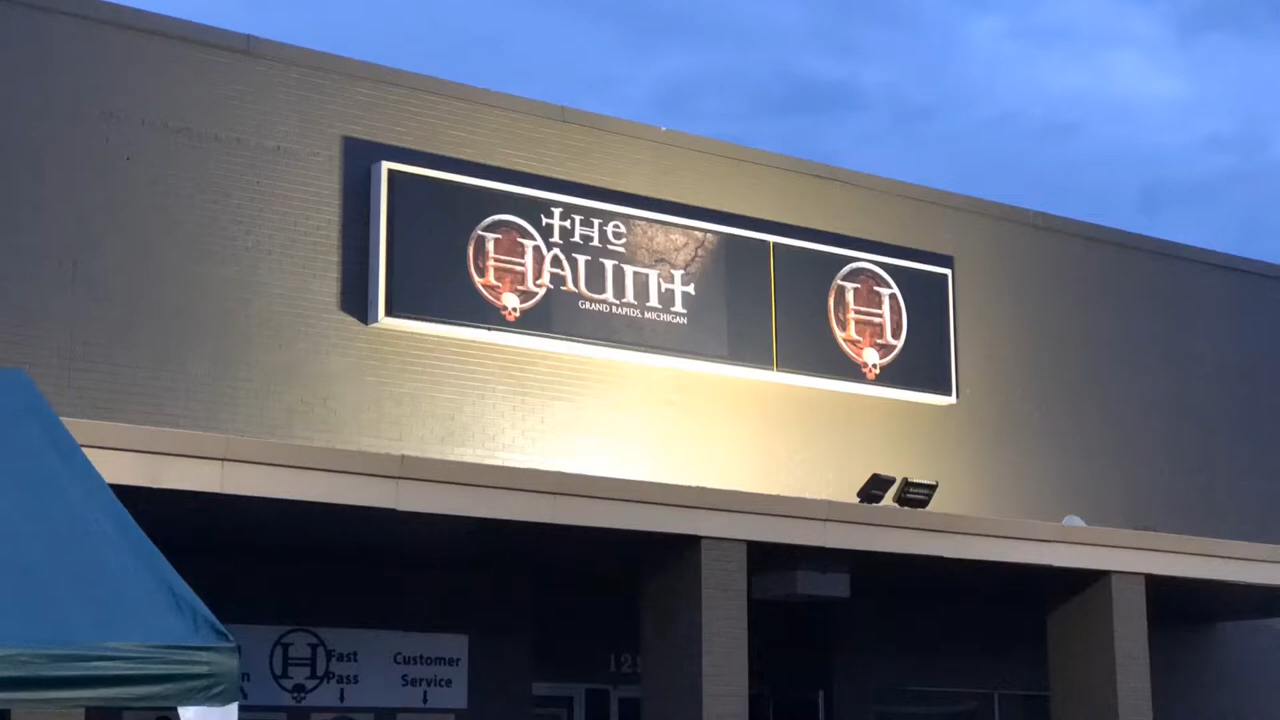 THE
HAUNT
GRAND RAPIDS, MICHIGAN
H
H
Fast
Pass
Customer
Service